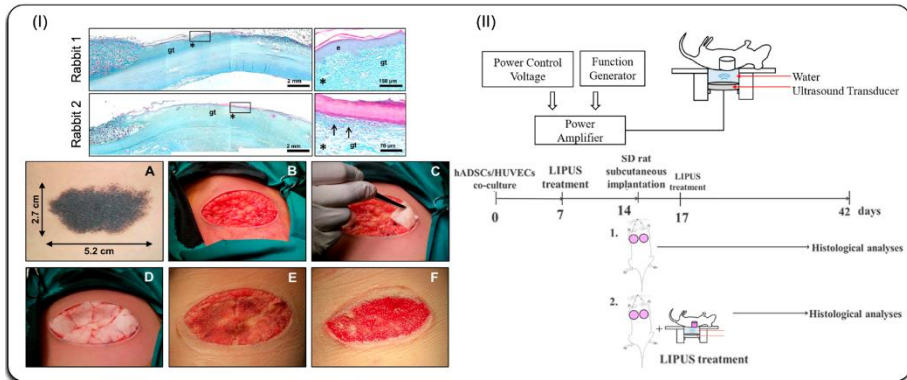 (I)
Rabbit 1
gt
*
2 mm
e
*
gt
100 µm
Rabbit 2
gt
*
2 mm
*
gt
70 µm
A
2.7 cm
5.2 cm
B
C
D
E
F
(II)
Power Control
Voltage
Function
Generator
Power
Amplifier
Water
Ultrasound Transducer
hADSCs/HUVECs
co-culture
LIPUS
treatment
SD rat
subcutaneous
implantation
LIPUS
treatment
0
7
14
17
42
days
1.
Histological analyses
2.
+
Histological analyses
LIPUS treatment